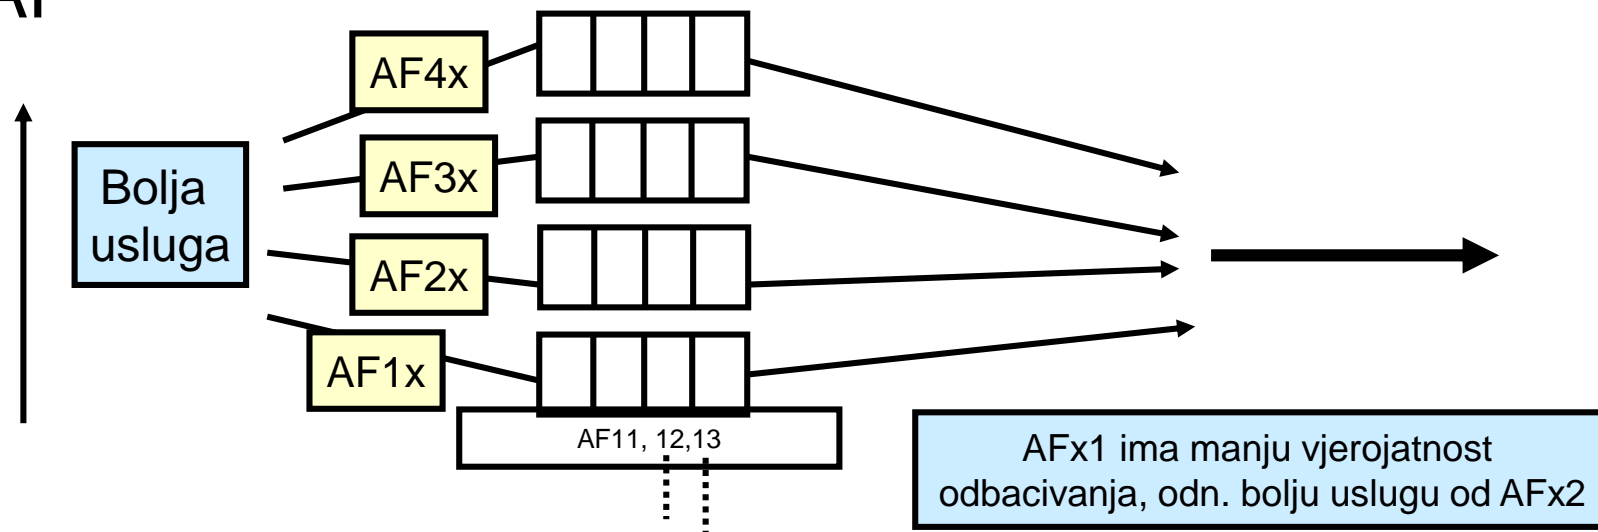 AF4x
AF3x
Bolja
usluga
AF2x
AF1x
AF11, 12,13
AFx1 ima manju vjerojatnost
odbacivanja, odn. bolju uslugu od AFx2